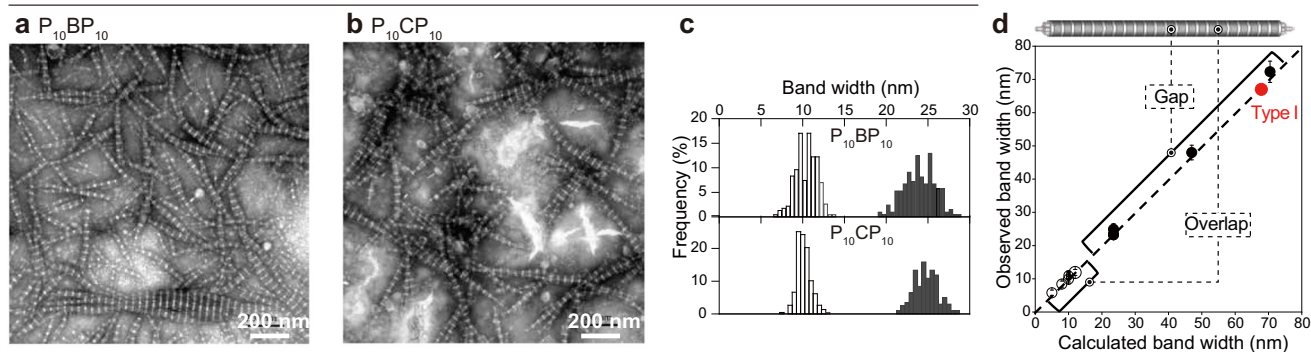 a P₁₀BP₁₀
200 nm
b P₁₀CP₁₀
200 nm
c
Band width (nm)
0 5 10 15 20 25 30
P₁₀BP₁₀
20
15
10
5
0
P₁₀CP₁₀
20
10
0
Frequency (%)
d
80
70
60
50
40
30
20
10
0
Observed band width (nm)
Gap
Type I
Overlap
0 10 20 30 40 50 60 70 80
Calculated band width (nm)